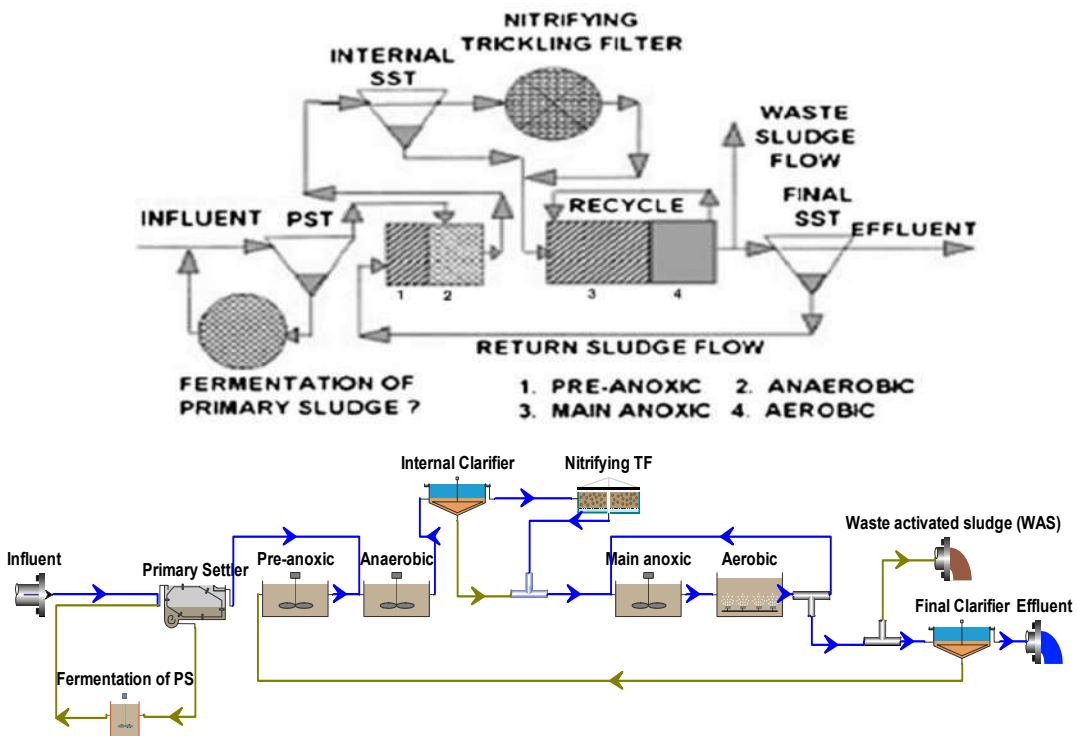 NITRIFYING
TRICKLING FILTER
INTERNAL
SST
WASTE
SLUDGE
FLOW
INFLUENT
PST
RECYCLE
FINAL
SST
EFFLUENT
1
2
3
4
RETURN SLUDGE FLOW
FERMENTATION OF
PRIMARY SLUDGE ?
1. PRE-ANOXIC 2. ANAEROBIC
3. MAIN ANOXIC 4. AEROBIC
Internal Clarifier
Nitrifying TF
Waste activated sludge (WAS)
Influent
Primary Settler
Pre-anoxic
Anaerobic
Main anoxic
Aerobic
Final Clarifier
Effluent
Fermentation of PS